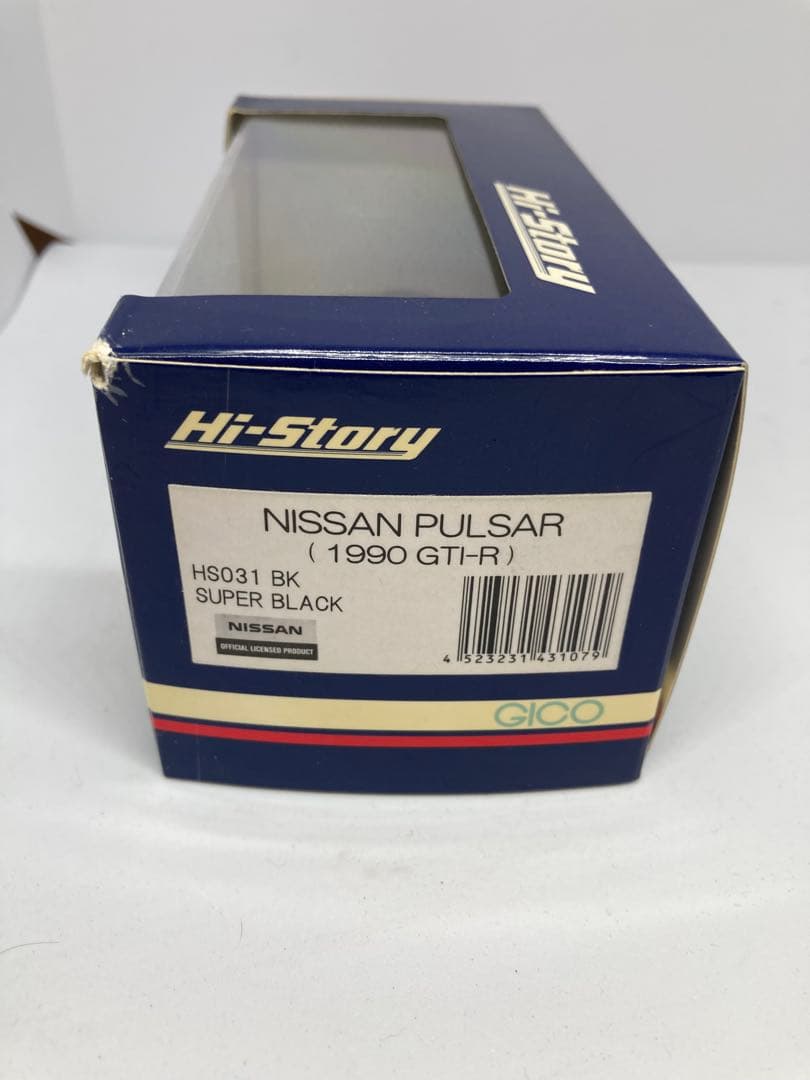 Hi-Story
Hi-Story
NISSAN PULSAR
( 1990 GTI-R )
HS031 BK
SUPER BLACK
NISSAN
OFFICIAL LICENSED PRODUCT
4 523231 431079
GICO